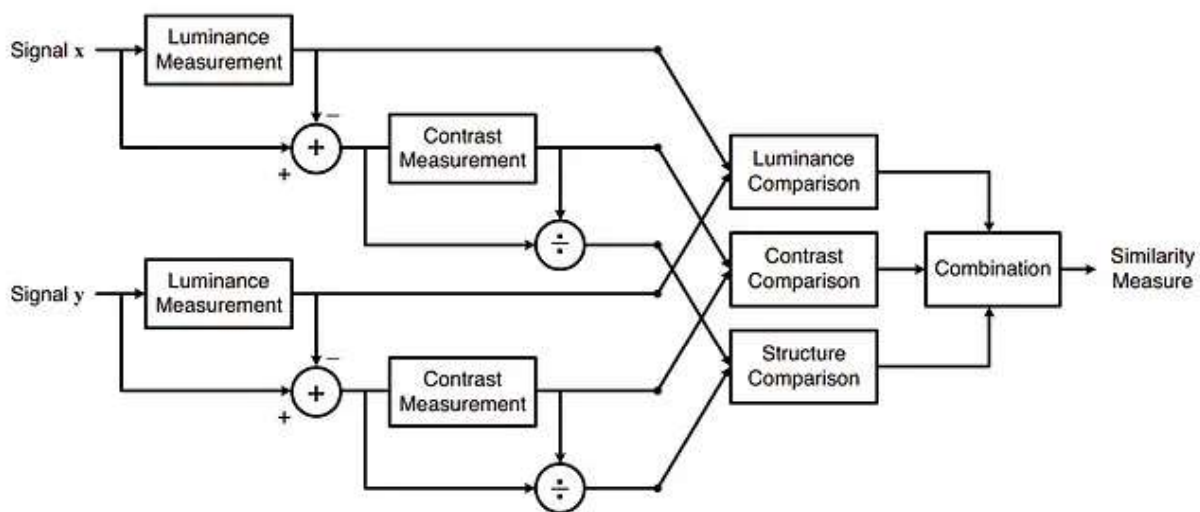 Signal x
Luminance
Measurement
−
+
+
Contrast
Measurement
÷
Signal y
Luminance
Measurement
−
+
+
Contrast
Measurement
÷
Luminance
Comparison
Contrast
Comparison
Structure
Comparison
Combination
Similarity
Measure